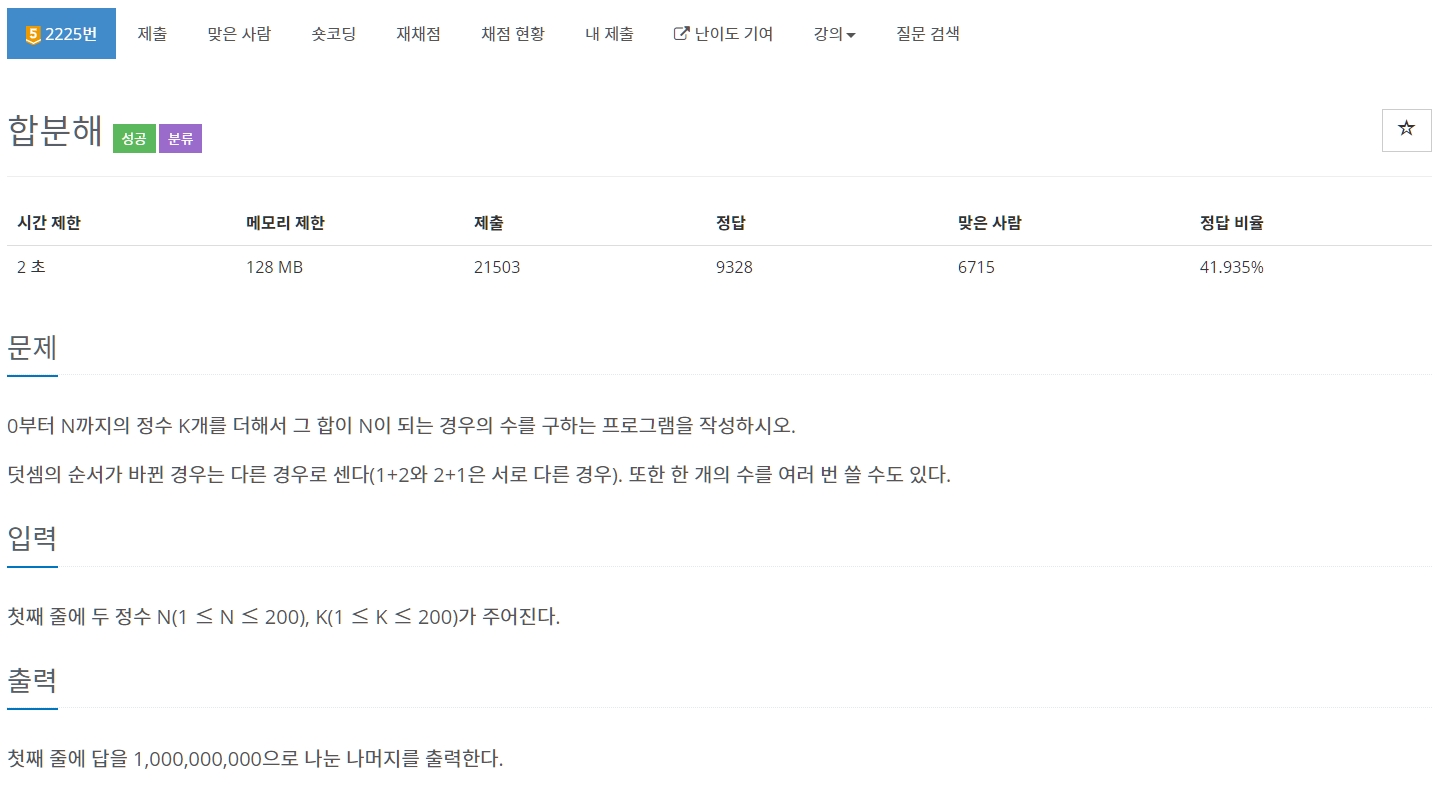 5 2225번 제출 맞은 사람 숏코딩 재채점 채점 현황 내 제출 난이도 기여 강의 질문 검색
합분해 성공 분류
시간 제한 메모리 제한 제출 정답 맞은 사람 정답 비율
2 초 128 MB 21503 9328 6715 41.935%
문제
0부터 N까지의 정수 K개를 더해서 그 합이 N이 되는 경우의 수를 구하는 프로그램을 작성하시오.
덧셈의 순서가 바뀐 경우는 다른 경우로 센다(1+2와 2+1은 서로 다른 경우). 또한 한 개의 수를 여러 번 쓸 수도 있다.
입력
첫째 줄에 두 정수 N(1 ≤ N ≤ 200), K(1 ≤ K ≤ 200)가 주어진다.
출력
첫째 줄에 답을 1,000,000,000으로 나눈 나머지를 출력한다.